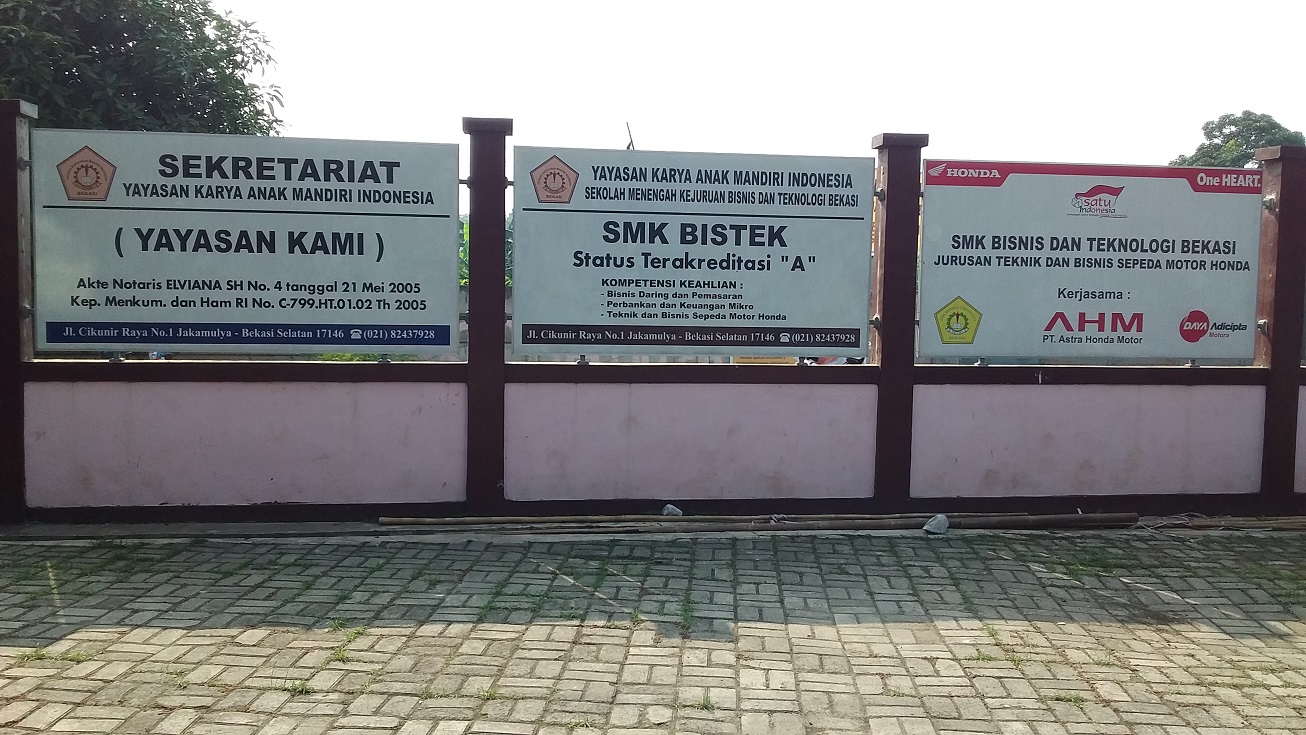 SEKRETARIAT
YAYASAN KARYA ANAK MANDIRI INDONESIA
( YAYASAN KAMI )
Akte Notaris ELVIANA SH No. 4 tanggal 21 Mei 2005
Kep. Menkum. dan Ham RI No. C-799.HT.01.02 Th 2005
Jl. Cikunir Raya No.1 Jakamulya - Bekasi Selatan 17146 ☎(021) 82437928
BEKASI
YAYASAN KARYA ANAK MANDIRI INDONESIA
SEKOLAH MENENGAH KEJURUAN BISNIS DAN TEKNOLOGI BEKASI
SMK BISTEK
Status Terakreditasi "A"
KOMPETENSI KEAHLIAN :
- Bisnis Daring dan Pemasaran
- Perbankan dan Keuangan Mikro
- Teknik dan Bisnis Sepeda Motor Honda
Jl. Cikunir Raya No.1 Jakamulya - Bekasi Selatan 17146 ☎(021) 82437928
BEKASI
HONDA
One HEART.
satu
Indonesia
SMK BISNIS DAN TEKNOLOGI BEKASI
JURUSAN TEKNIK DAN BISNIS SEPEDA MOTOR HONDA
Kerjasama :
AHM
PT. Astra Honda Motor
DAYA Adicipta
Motora